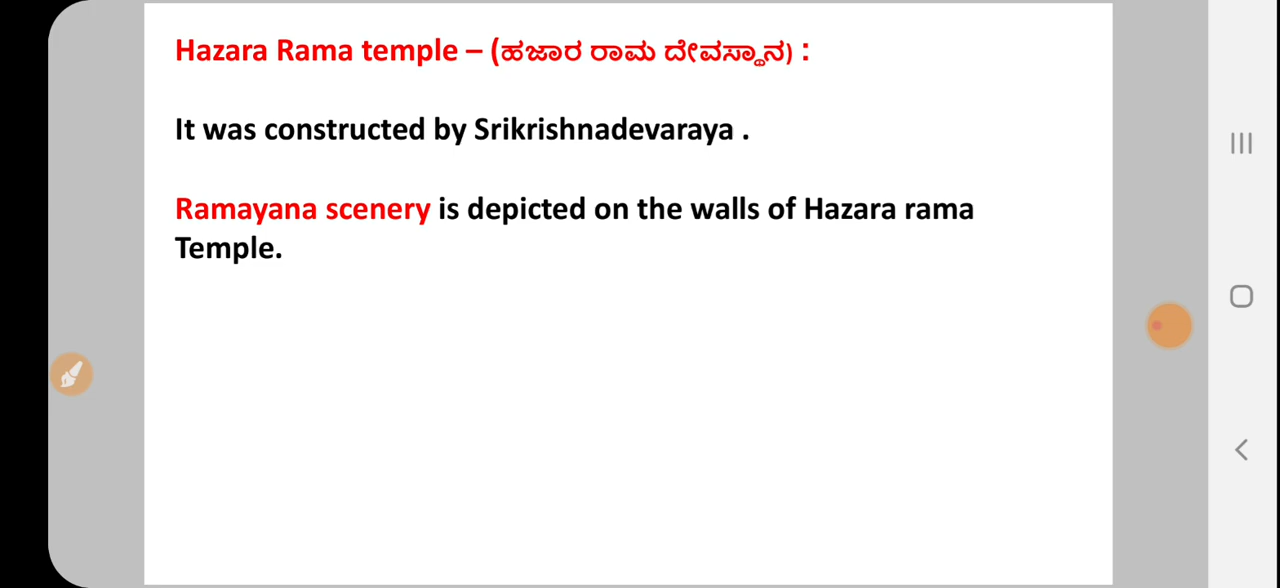 Hazara Rama temple – (ಹಜಾರ ರಾಮ ದೇವಸ್ಥಾನ) :
It was constructed by Srikrishnadevaraya .
Ramayana scenery is depicted on the walls of Hazara rama
Temple.